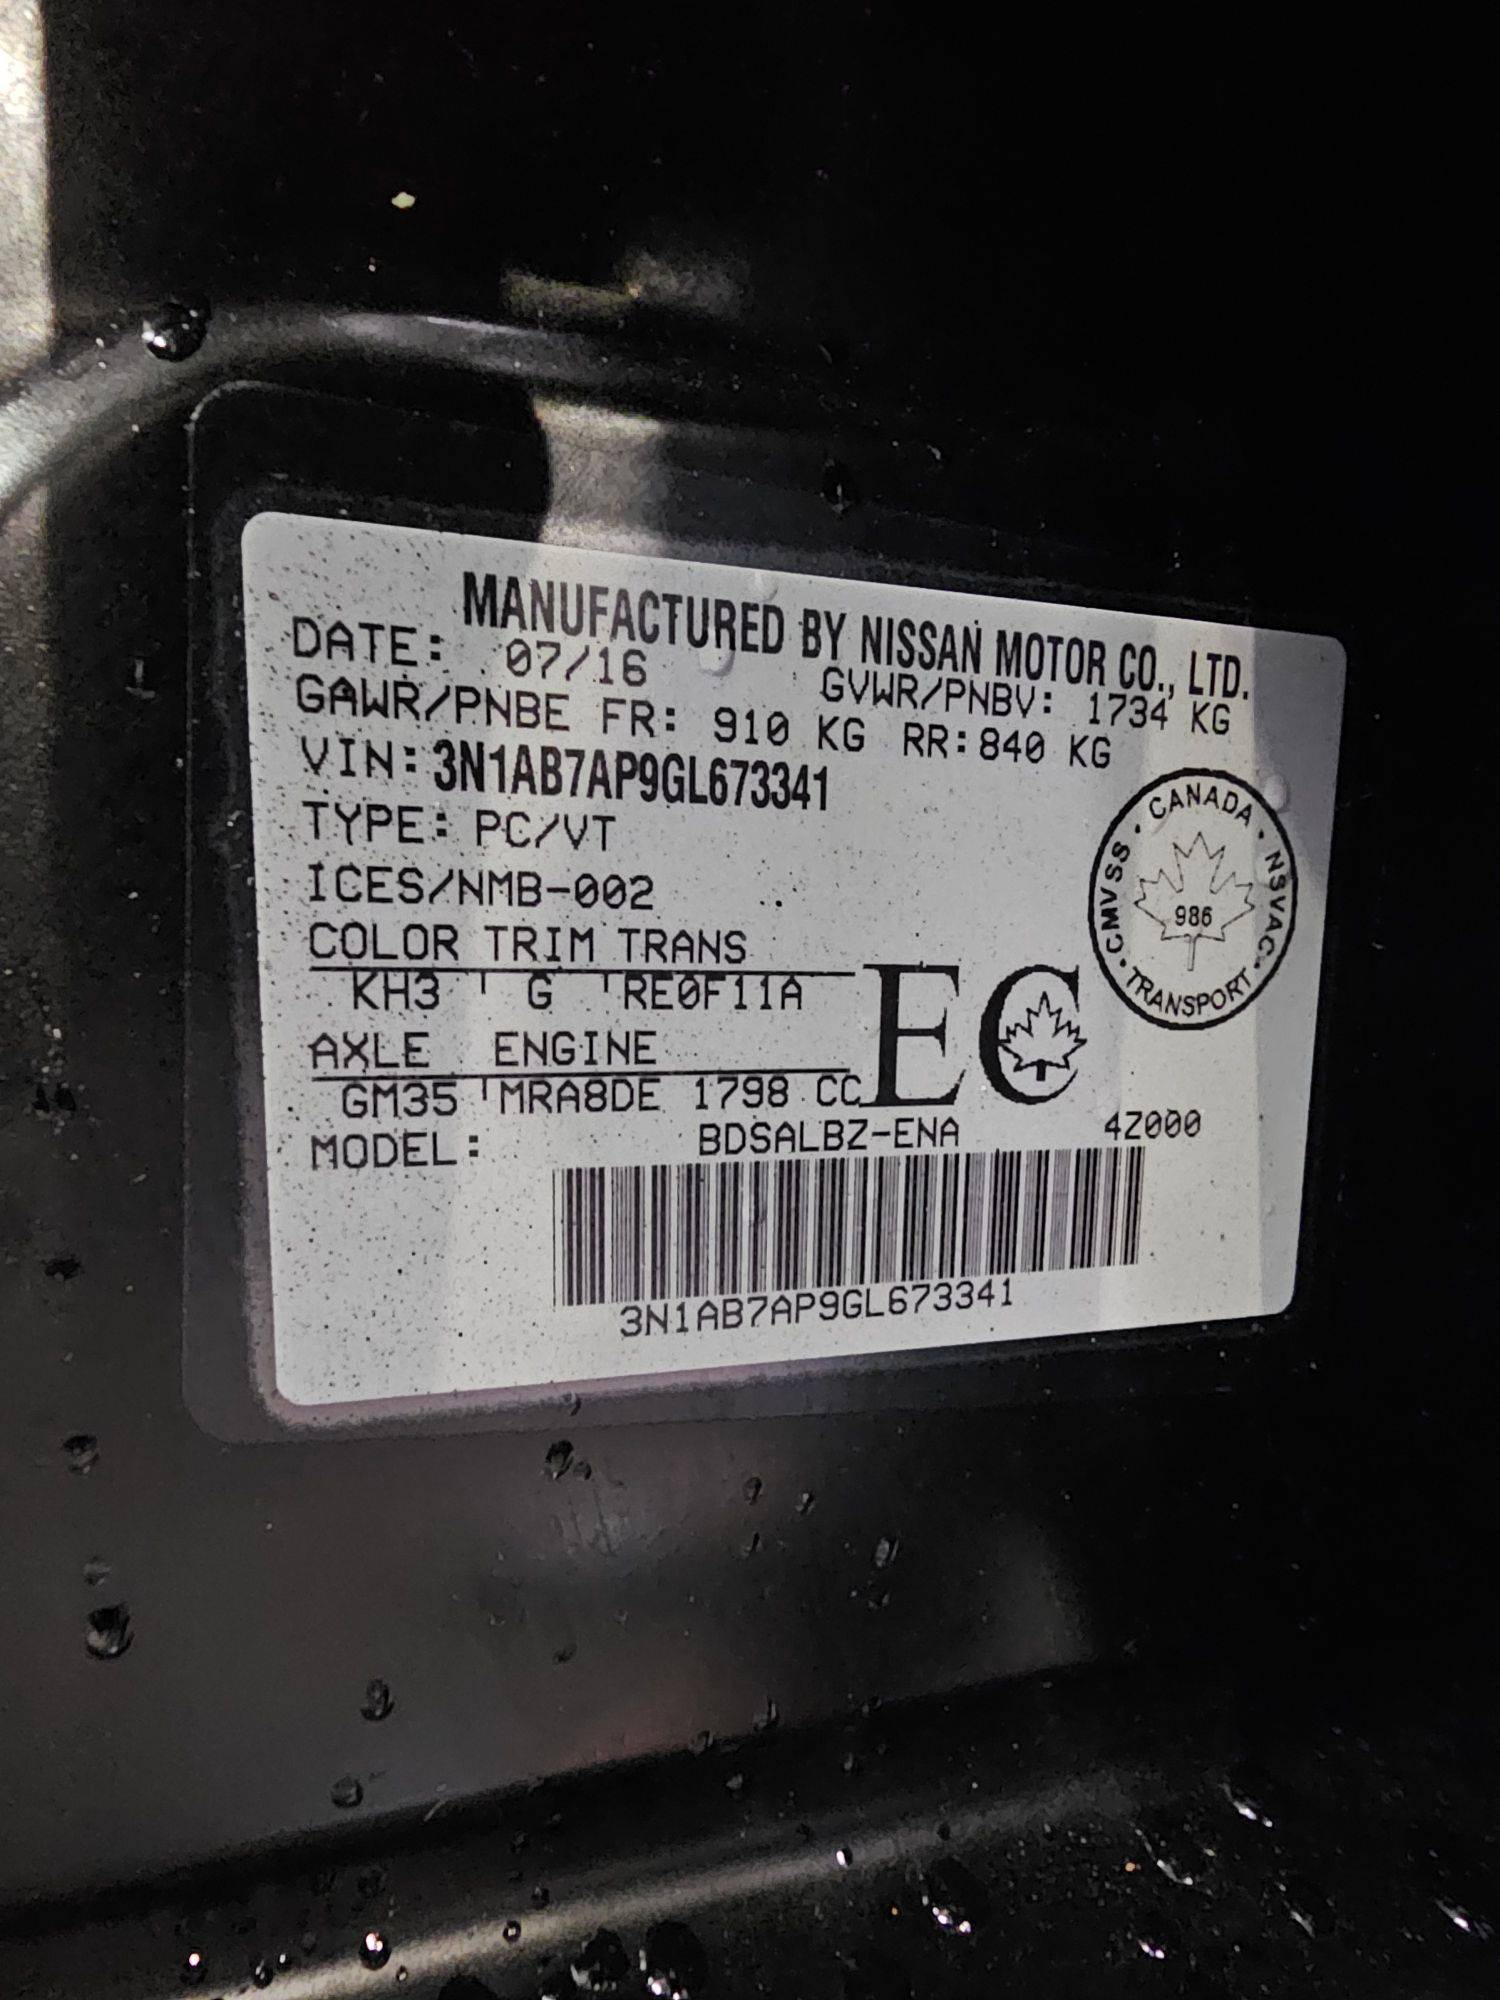 MANUFACTURED BY NISSAN MOTOR CO., LTD.
DATE: 07/16 GVWR/PNBV: 1734 KG
GAWR/PNBE FR: 910 KG RR:840 KG
VIN: 3N1AB7AP9GL673341
TYPE: PC/VT
ICES/NMB-002
COLOR TRIM TRANS
KH3 G RE0F11A
AXLE ENGINE
GM35 MRA8DE 1798 CC
EC
MODEL: BDSALBZ-ENA 4Z000
3N1AB7AP9GL673341
CANADA · NSVAC · TRANSPORT · CMVSS ·
986